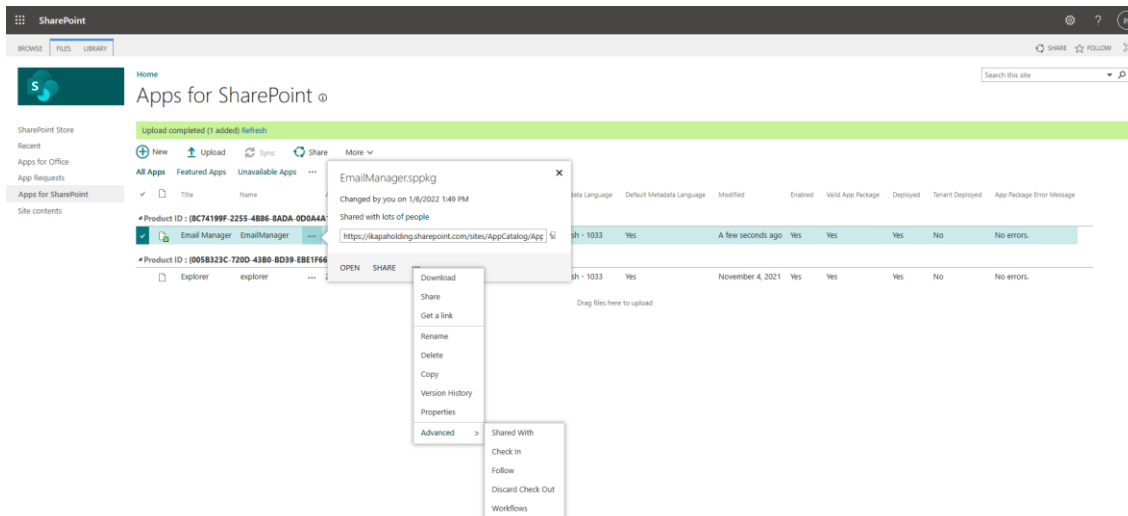 SharePoint
?
P
BROWSE FILES LIBRARY
SHARE FOLLOW
S
Home
Apps for SharePoint
Search this site
SharePoint Store
Recent
Apps for Office
App Requests
Apps for SharePoint
Site contents
Upload completed (1 added) Refresh
New Upload Sync Share More
All Apps Featured Apps Unavailable Apps ...
Title Name Language Default Metadata Language Modified Enabled Valid App Package Deployed Tenant Deployed App Package Error Message
Product ID : {8C74199F-2255-4B86-8ADA-0D0A4A
Email Manager EmailManager ... sh - 1033 Yes A few seconds ago Yes Yes Yes No No errors.
Product ID : {005B323C-720D-43B0-BD39-EBE1F66
Explorer explorer ... sh - 1033 Yes November 4, 2021 Yes Yes Yes No No errors.
Drag files here to upload
EmailManager.sppkg
Changed by you on 1/6/2022 1:49 PM
Shared with lots of people
https://ikapaholding.sharepoint.com/sites/AppCatalog/App
OPEN SHARE ...
Download
Share
Get a link
Rename
Delete
Copy
Version History
Properties
Advanced >
Shared With
Check In
Follow
Discard Check Out
Workflows